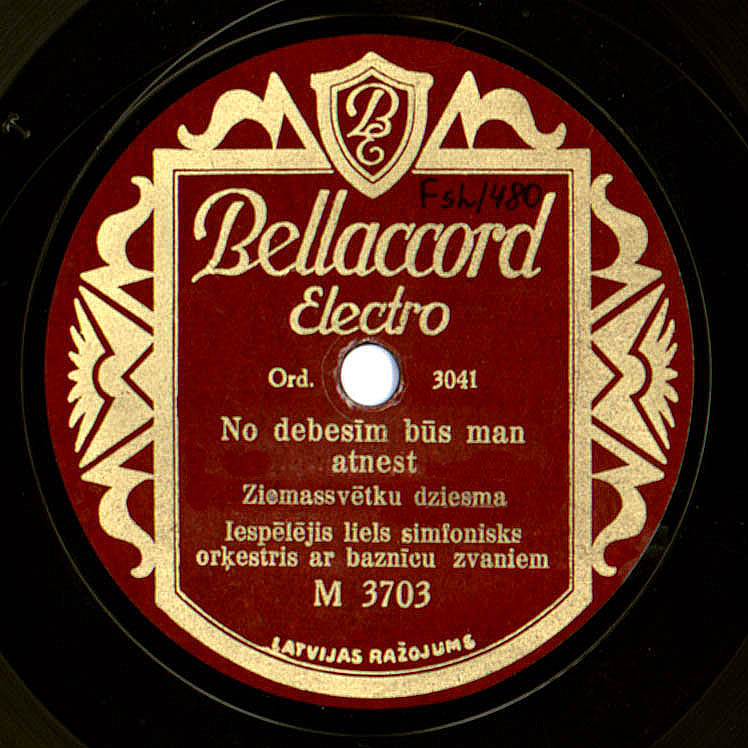 BE
Fsh/480
Bellaccord
Electro
Ord. 3041
No debesīm būs man
atnest
Ziemassvētku dziesma
Iespēlējis liels simfonisks
orķestris ar baznīcu zvaniem
M 3703
LATVIJAS RAŽOJUMS